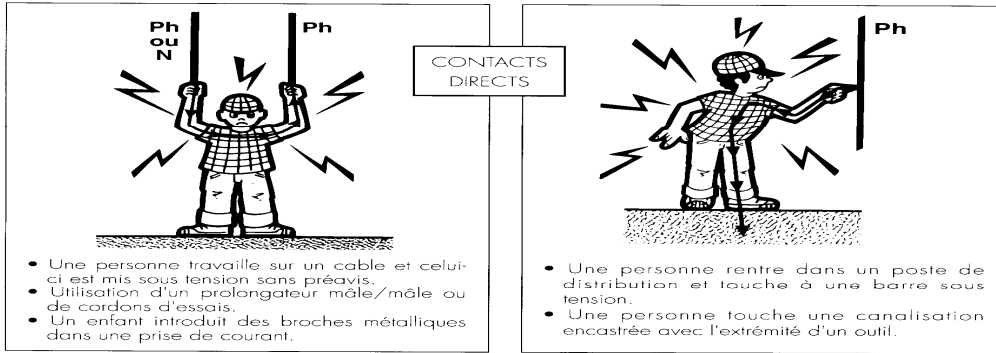 Ph
ou
N
Ph
CONTACTS
DIRECTS
Ph
• Une personne travaille sur un cable et celui-
ci est mis sous tension sans préavis.
• Utilisation d'un prolongateur mâle/mâle ou
de cordons d'essais.
• Un enfant introduit des broches métalliques
dans une prise de courant.
• Une personne rentre dans un poste de
distribution et touche à une barre sous
tension.
• Une personne touche une canalisation
encastrée avec l'extrémité d'un outil.